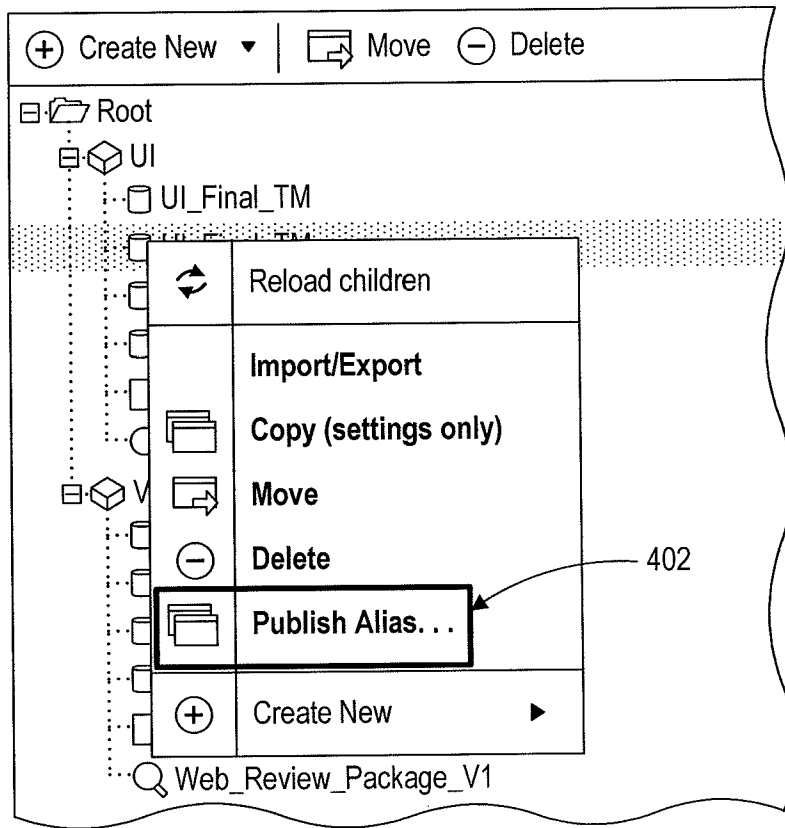 Create New Move Delete
Root
UI
UI_Final_TM
Reload children
Import/Export
Copy (settings only)
V
Move
Delete
402
Publish Alias. . .
Create New
Web_Review_Package_V1